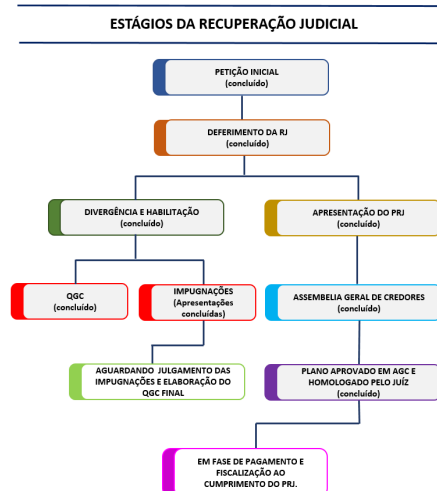 ESTÁGIOS DA RECUPERAÇÃO JUDICIAL
PETIÇÃO INICIAL
(concluído)
DEFERIMENTO DA RJ
(concluído)
DIVERGÊNCIA E HABILITAÇÃO
(concluído)
APRESENTAÇÃO DO PRJ
(concluído)
QGC
(concluído)
IMPUGNAÇÕES
(Apresentações
concluídas)
ASSEMBELIA GERAL DE CREDORES
(concluído)
AGUARDANDO JULGAMENTO DAS
IMPUGNAÇÕES E ELABORAÇÃO DO
QGC FINAL
PLANO APROVADO EM AGC E
HOMOLOGADO PELO JUÍZ
(concluído)
EM FASE DE PAGAMENTO E
FISCALIZAÇÃO AO
CUMPRIMENTO DO PRJ.